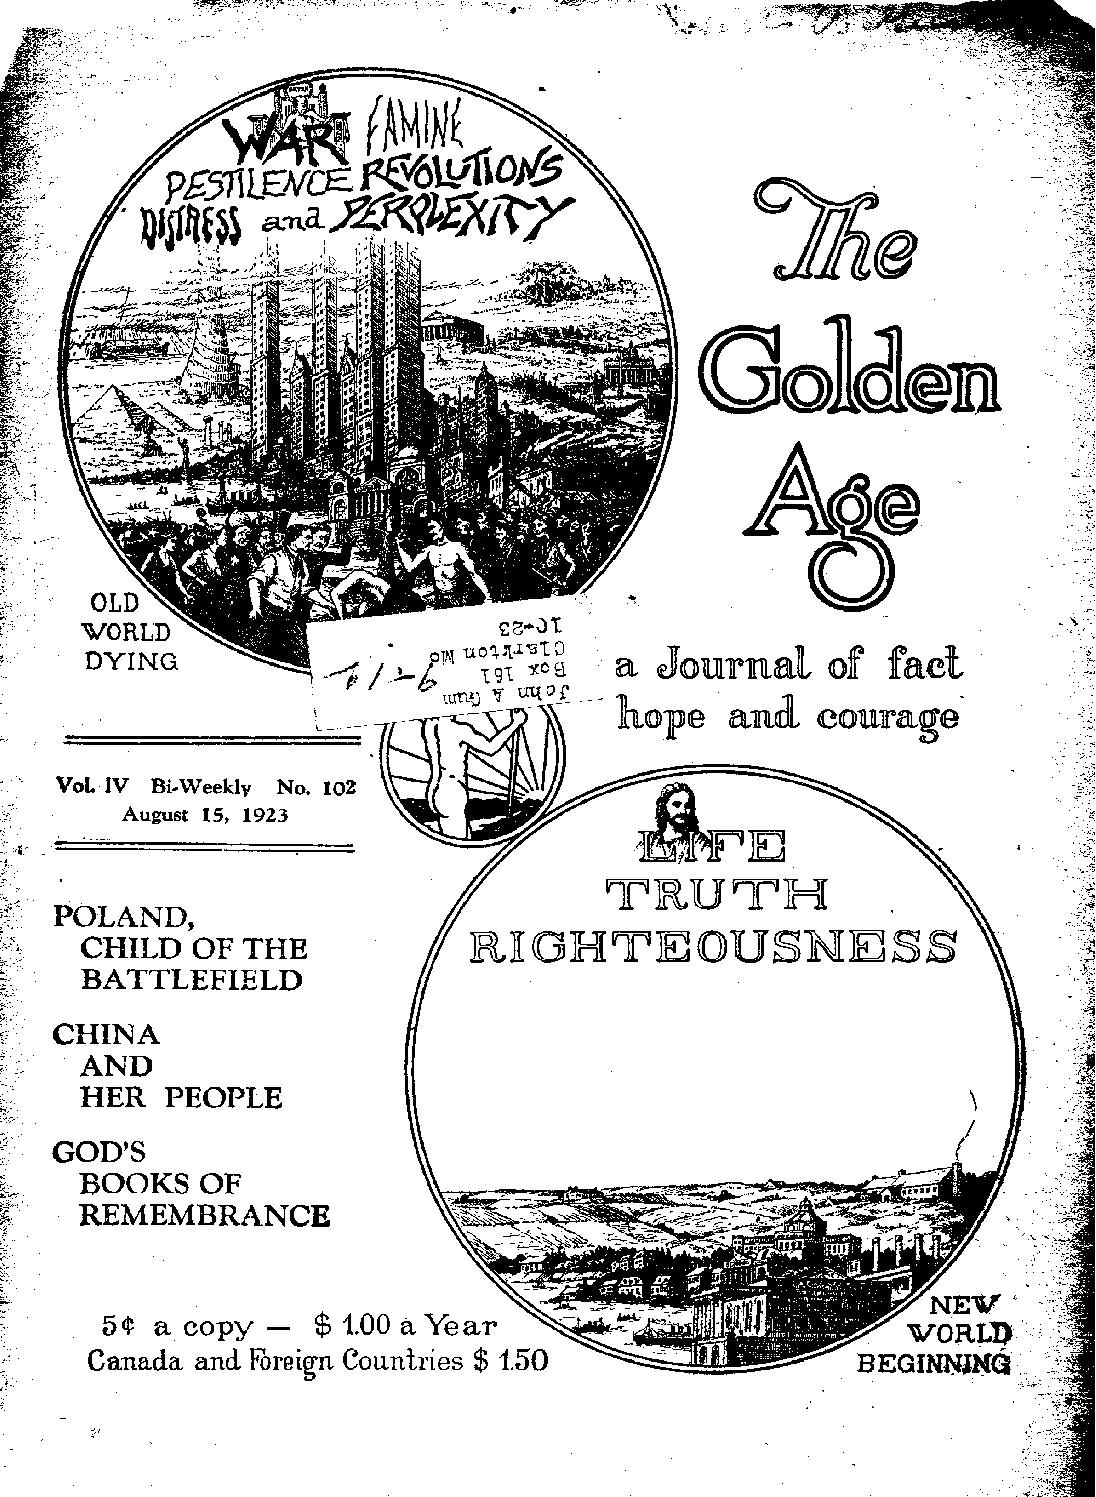 WAR FAMINE
PESTILENCE REVOLUTIONS
DISTRESS and PERPLEXITY
The
Golden
Age
OLD
WORLD
DYING
a Journal of fact
hope and courage
John A Gunn
Box 161
Clarkton Mo
10-23
Vol. IV Bi-Weekly No. 102
August 15, 1923
LIFE
TRUTH
RIGHTEOUSNESS
POLAND,
CHILD OF THE
BATTLEFIELD
CHINA
AND
HER PEOPLE
GOD'S
BOOKS OF
REMEMBRANCE
5¢ a copy — $ 1.00 a Year
Canada and Foreign Countries $ 1.50
NEW
WORLD
BEGINNING